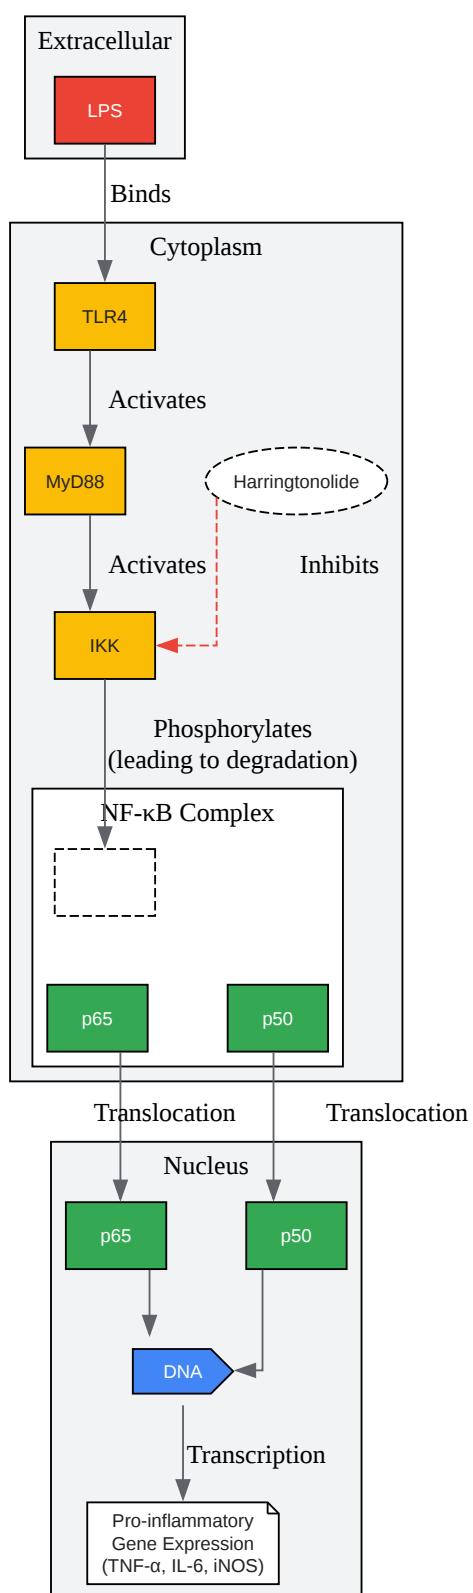 Extracellular
LPS
Binds
Cytoplasm
TLR4
Activates
MyD88
Harringtonolide
Activates
Inhibits
IKK
Phosphorylates
(leading to degradation)
NF-κB Complex
p65
p50
Translocation
Translocation
Nucleus
p65
p50
DNA
Transcription
Pro-inflammatory
Gene Expression
(TNF-α, IL-6, iNOS)